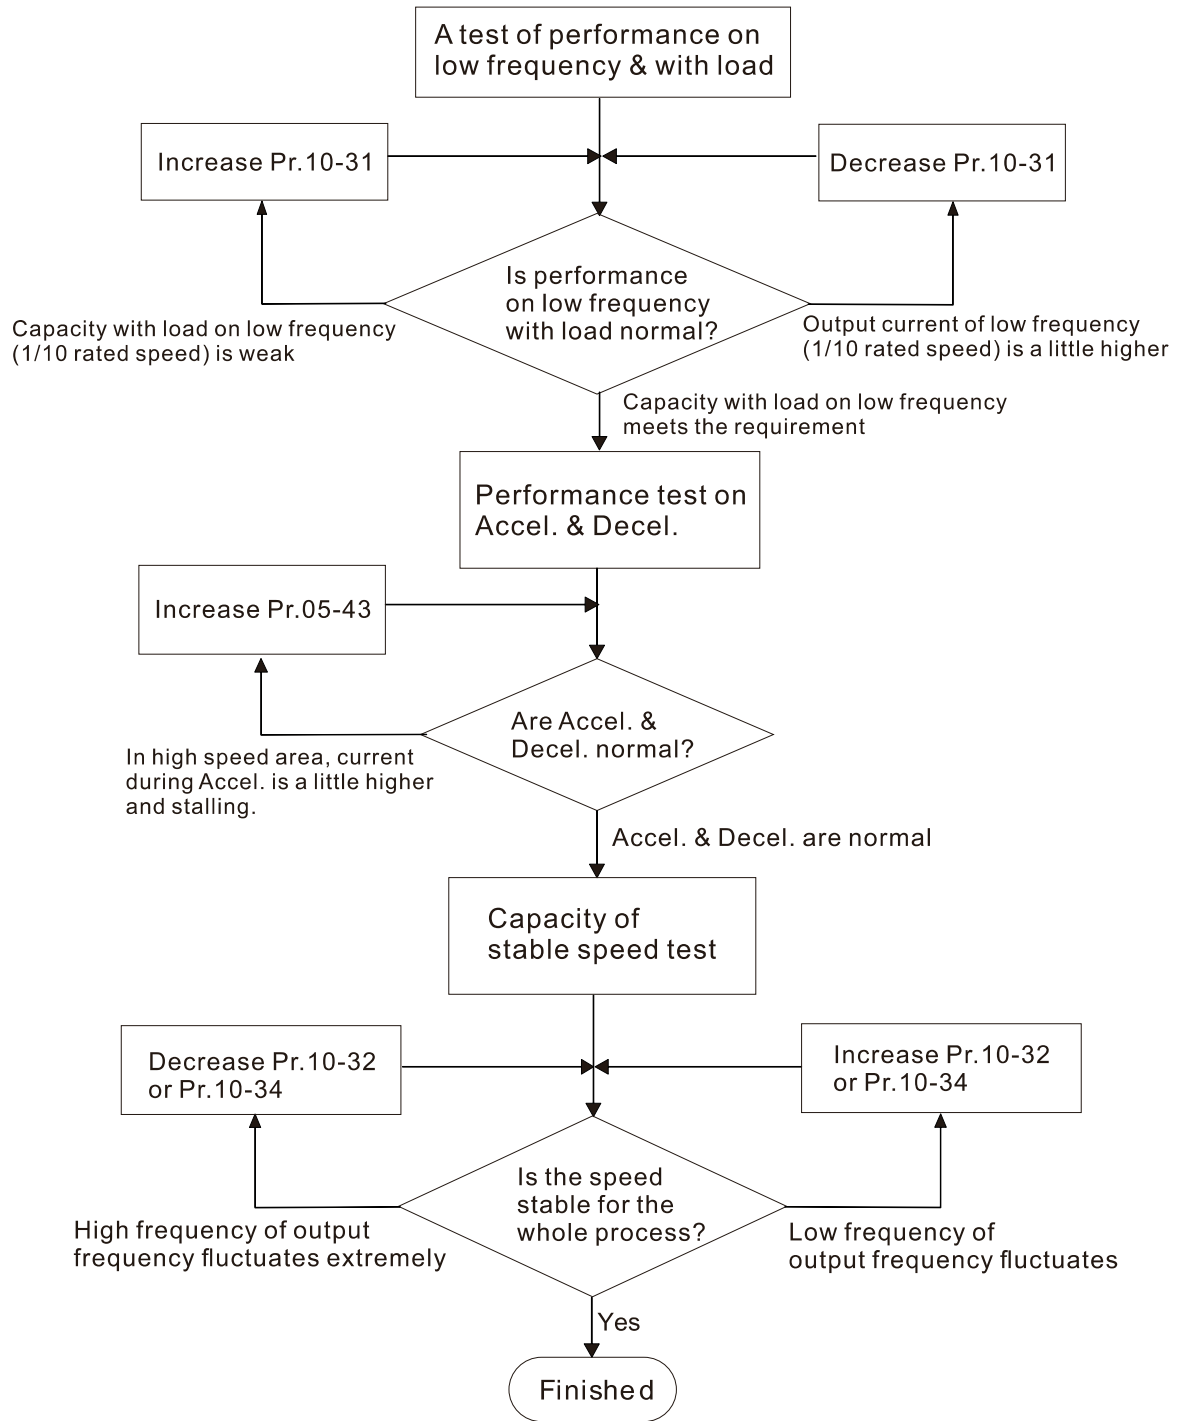 A test of performance on
low frequency & with load
Increase Pr.10-31
Decrease Pr.10-31
Is performance
on low frequency
with load normal?
Capacity with load on low frequency
(1/10 rated speed) is weak
Output current of low frequency
(1/10 rated speed) is a little higher
Capacity with load on low frequency
meets the requirement
Performance test on
Accel. & Decel.
Increase Pr.05-43
Are Accel. &
Decel. normal?
In high speed area, current
during Accel. is a little higher
and stalling.
Accel. & Decel. are normal
Capacity of
stable speed test
Decrease Pr.10-32
or Pr.10-34
Increase Pr.10-32
or Pr.10-34
Is the speed
stable for the
whole process?
High frequency of output
frequency fluctuates extremely
Low frequency of
output frequency fluctuates
Yes
Finished